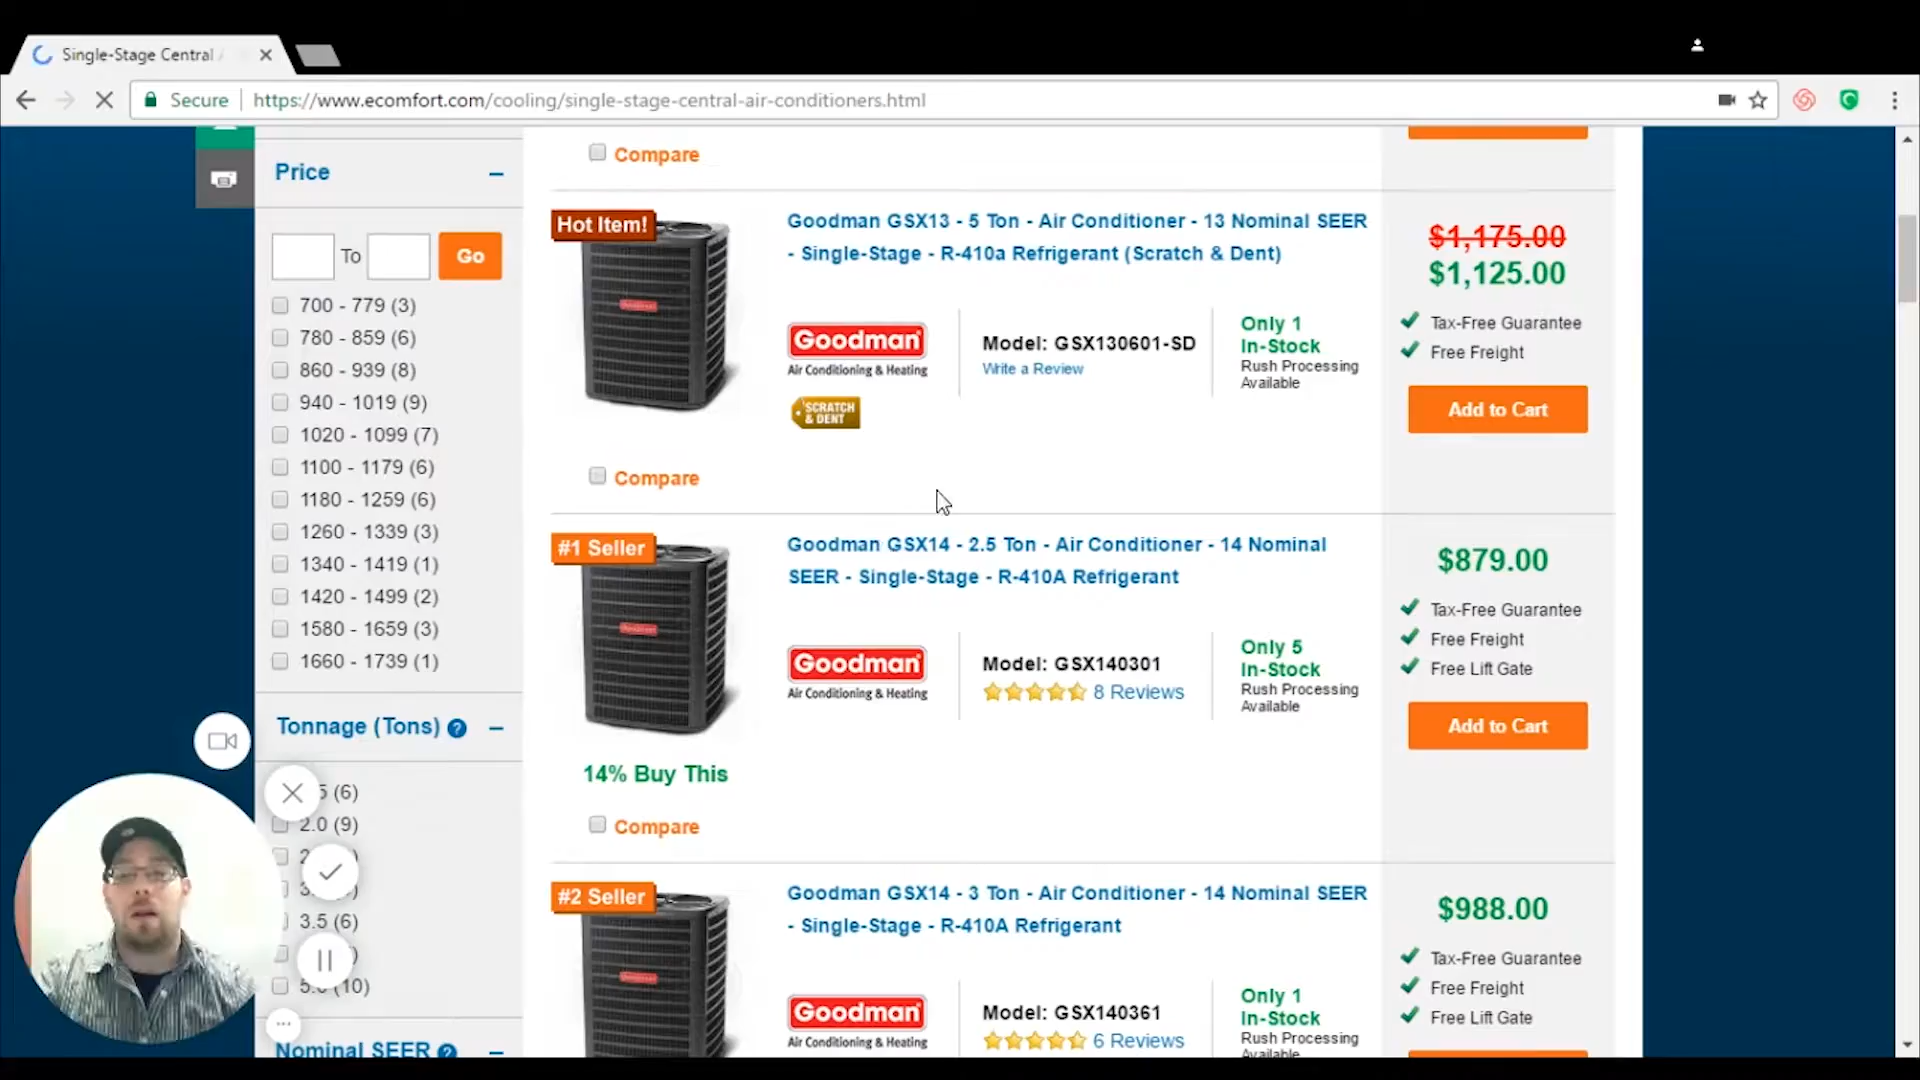 Single-Stage Central
Secure
https://www.ecomfort.com/cooling/single-stage-central-air-conditioners.html
Price
To
Go
700 - 779 (3)
780 - 859 (6)
860 - 939 (8)
940 - 1019 (9)
1020 - 1099 (7)
1100 - 1179 (6)
1180 - 1259 (6)
1260 - 1339 (3)
1340 - 1419 (1)
1420 - 1499 (2)
1580 - 1659 (3)
1660 - 1739 (1)
Tonnage (Tons) ?
5 (6)
2.0 (9)
3.5 (6)
(10)
Nominal SEER ?
Compare
Hot Item!
Goodman GSX13 - 5 Ton - Air Conditioner - 13 Nominal SEER
- Single-Stage - R-410a Refrigerant (Scratch & Dent)
Goodman
Air Conditioning & Heating
SCRATCH
& DENT
Model: GSX130601-SD
Write a Review
Only 1
In-Stock
Rush Processing
Available
$1,175.00
$1,125.00
Tax-Free Guarantee
Free Freight
Add to Cart
Compare
#1 Seller
Goodman GSX14 - 2.5 Ton - Air Conditioner - 14 Nominal
SEER - Single-Stage - R-410A Refrigerant
Goodman
Air Conditioning & Heating
Model: GSX140301
8 Reviews
Only 5
In-Stock
Rush Processing
Available
$879.00
Tax-Free Guarantee
Free Freight
Free Lift Gate
Add to Cart
14% Buy This
Compare
#2 Seller
Goodman GSX14 - 3 Ton - Air Conditioner - 14 Nominal SEER
- Single-Stage - R-410A Refrigerant
Goodman
Air Conditioning & Heating
Model: GSX140361
6 Reviews
Only 1
In-Stock
Rush Processing
Available
$988.00
Tax-Free Guarantee
Free Freight
Free Lift Gate